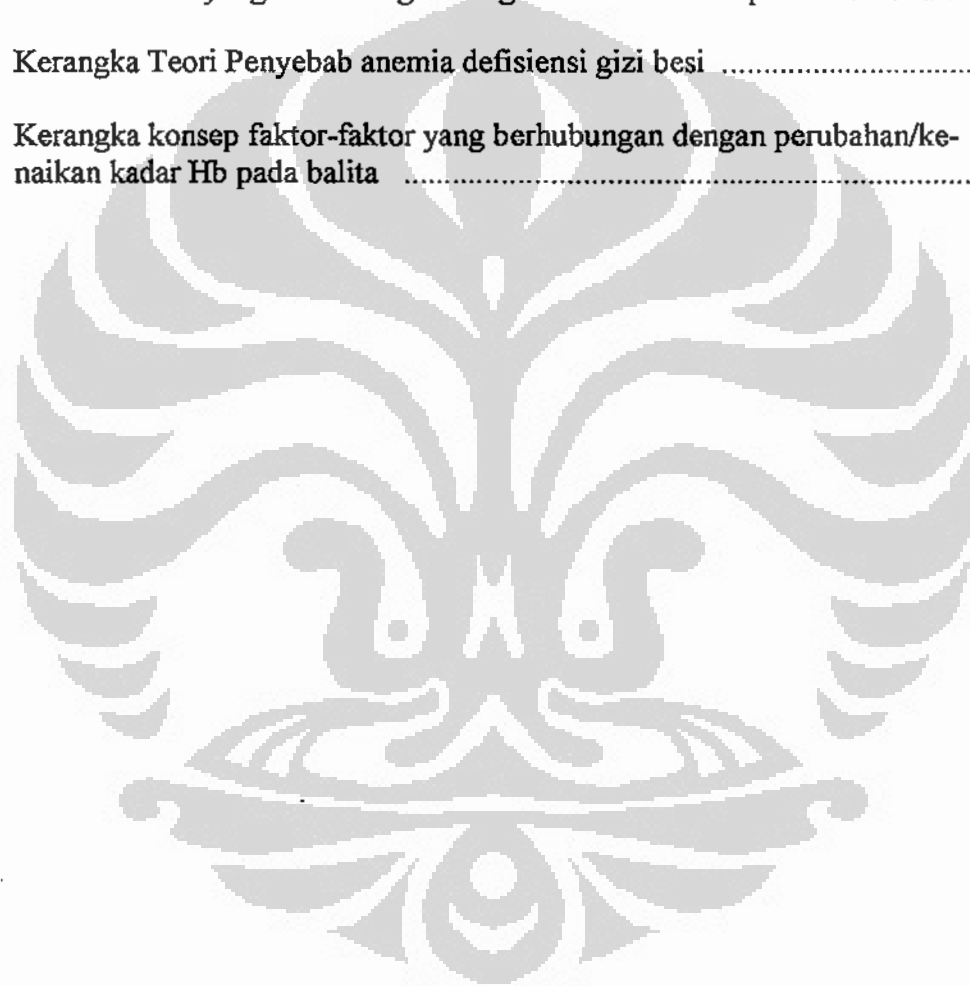 Kerangka Teori Penyebab anemia defisiensi gizi besi ................................
Kerangka konsep faktor-faktor yang berhubungan dengan perubahan/ke-
naikan kadar Hb pada balita ....................................................................